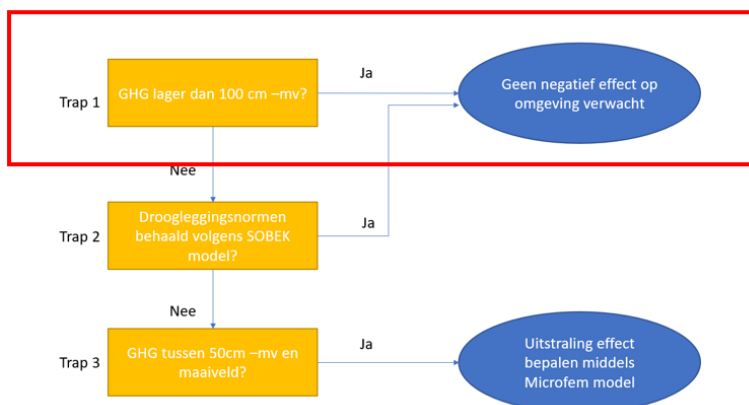 Trap 1
GHG lager dan 100 cm –mv?
Ja
Geen negatief effect op
omgeving verwacht
Nee
Trap 2
Droogleggingsnormen
behaald volgens SOBEK
model?
Ja
Nee
Trap 3
GHG tussen 50cm –mv en
maaiveld?
Ja
Uitstraling effect
bepalen middels
Microfem model